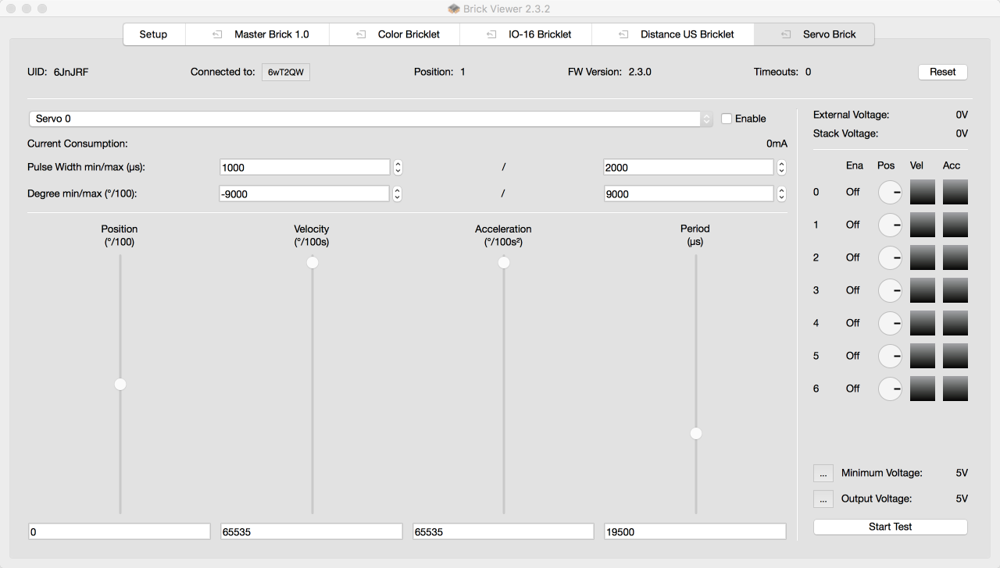 Brick Viewer 2.3.2
Setup Master Brick 1.0 Color Bricklet IO-16 Bricklet Distance US Bricklet Servo Brick
UID: 6JnJRF Connected to: 6wT2QW Position: 1 FW Version: 2.3.0 Timeouts: 0 Reset
Servo 0 Enable
Current Consumption: 0mA
Pulse Width min/max (µs): 1000 / 2000
Degree min/max (°/100): -9000 / 9000
Position Velocity Acceleration Period
(°/100) (°/100s) (°/100s²) (µs)
0 65535 65535 19500
External Voltage: 0V
Stack Voltage: 0V
Ena Pos Vel Acc
0 Off
1 Off
2 Off
3 Off
4 Off
5 Off
6 Off
... Minimum Voltage: 5V
... Output Voltage: 5V
Start Test